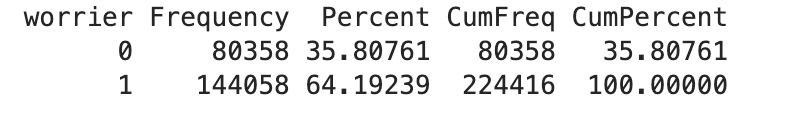 worrier Frequency Percent CumFreq CumPercent
0 80358 35.80761 80358 35.80761
1 144058 64.19239 224416 100.00000